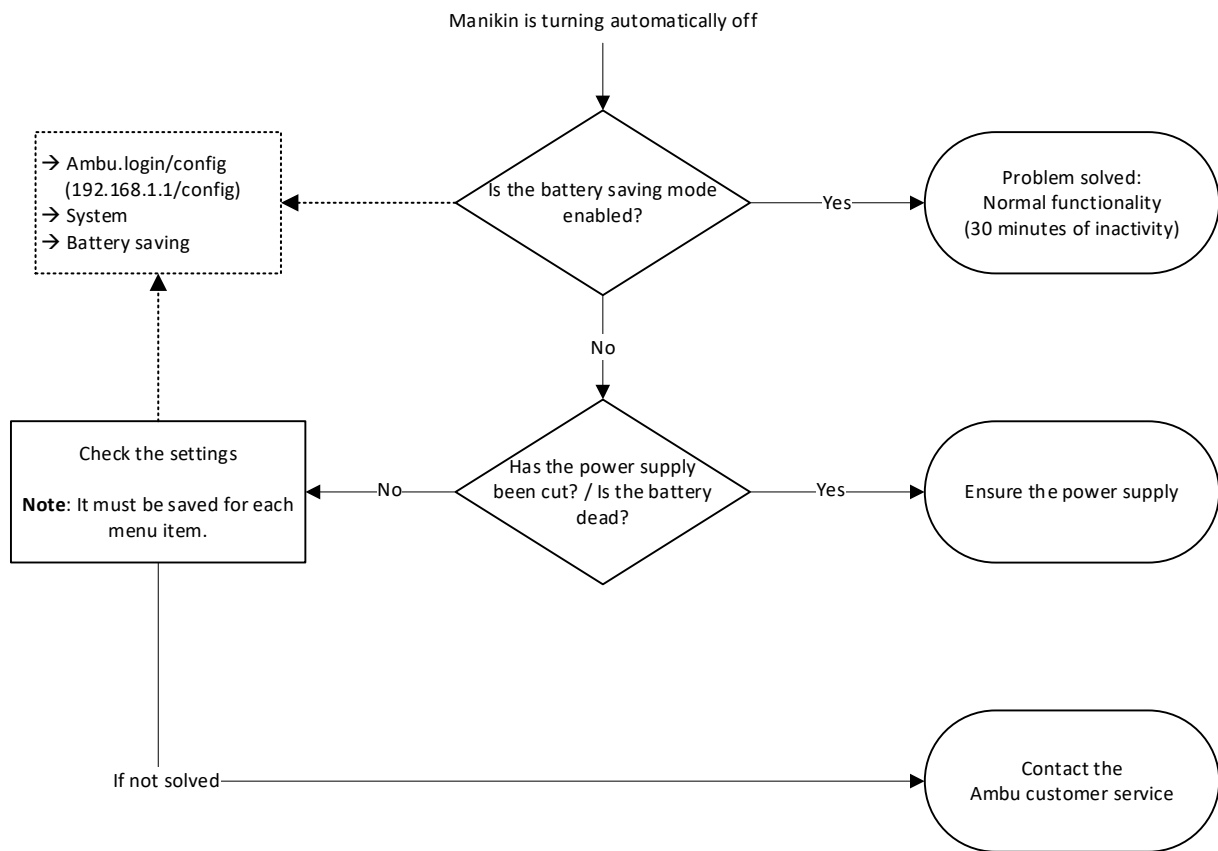 Manikin is turning automatically off
→ Ambu.login/config
(192.168.1.1/config)
→ System
→ Battery saving
Is the battery saving mode
enabled?
Yes
Problem solved:
Normal functionality
(30 minutes of inactivity)
No
Check the settings
Note: It must be saved for each
menu item.
No
Has the power supply
been cut? / Is the battery
dead?
Yes
Ensure the power supply
If not solved
Contact the
Ambu customer service